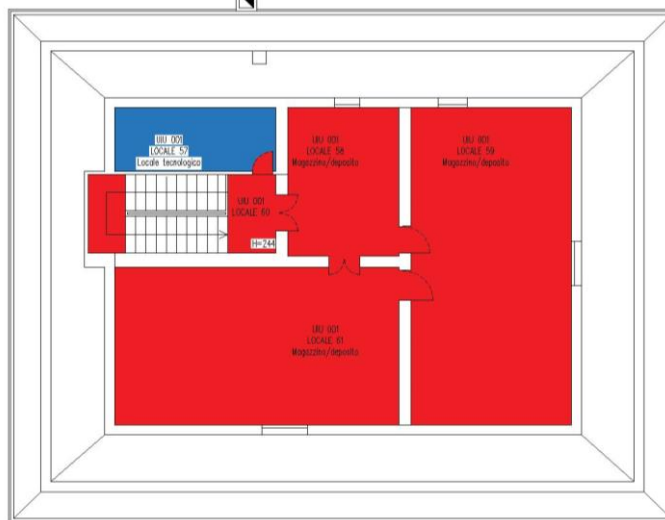 UIU 001
LOCALE 57
Locale tecnologico
UIU 001
LOCALE 58
Magazzino/deposito
UIU 001
LOCALE 59
Magazzino/deposito
UIU 001
LOCALE 60
H=244
UIU 001
LOCALE 61
Magazzino/deposito